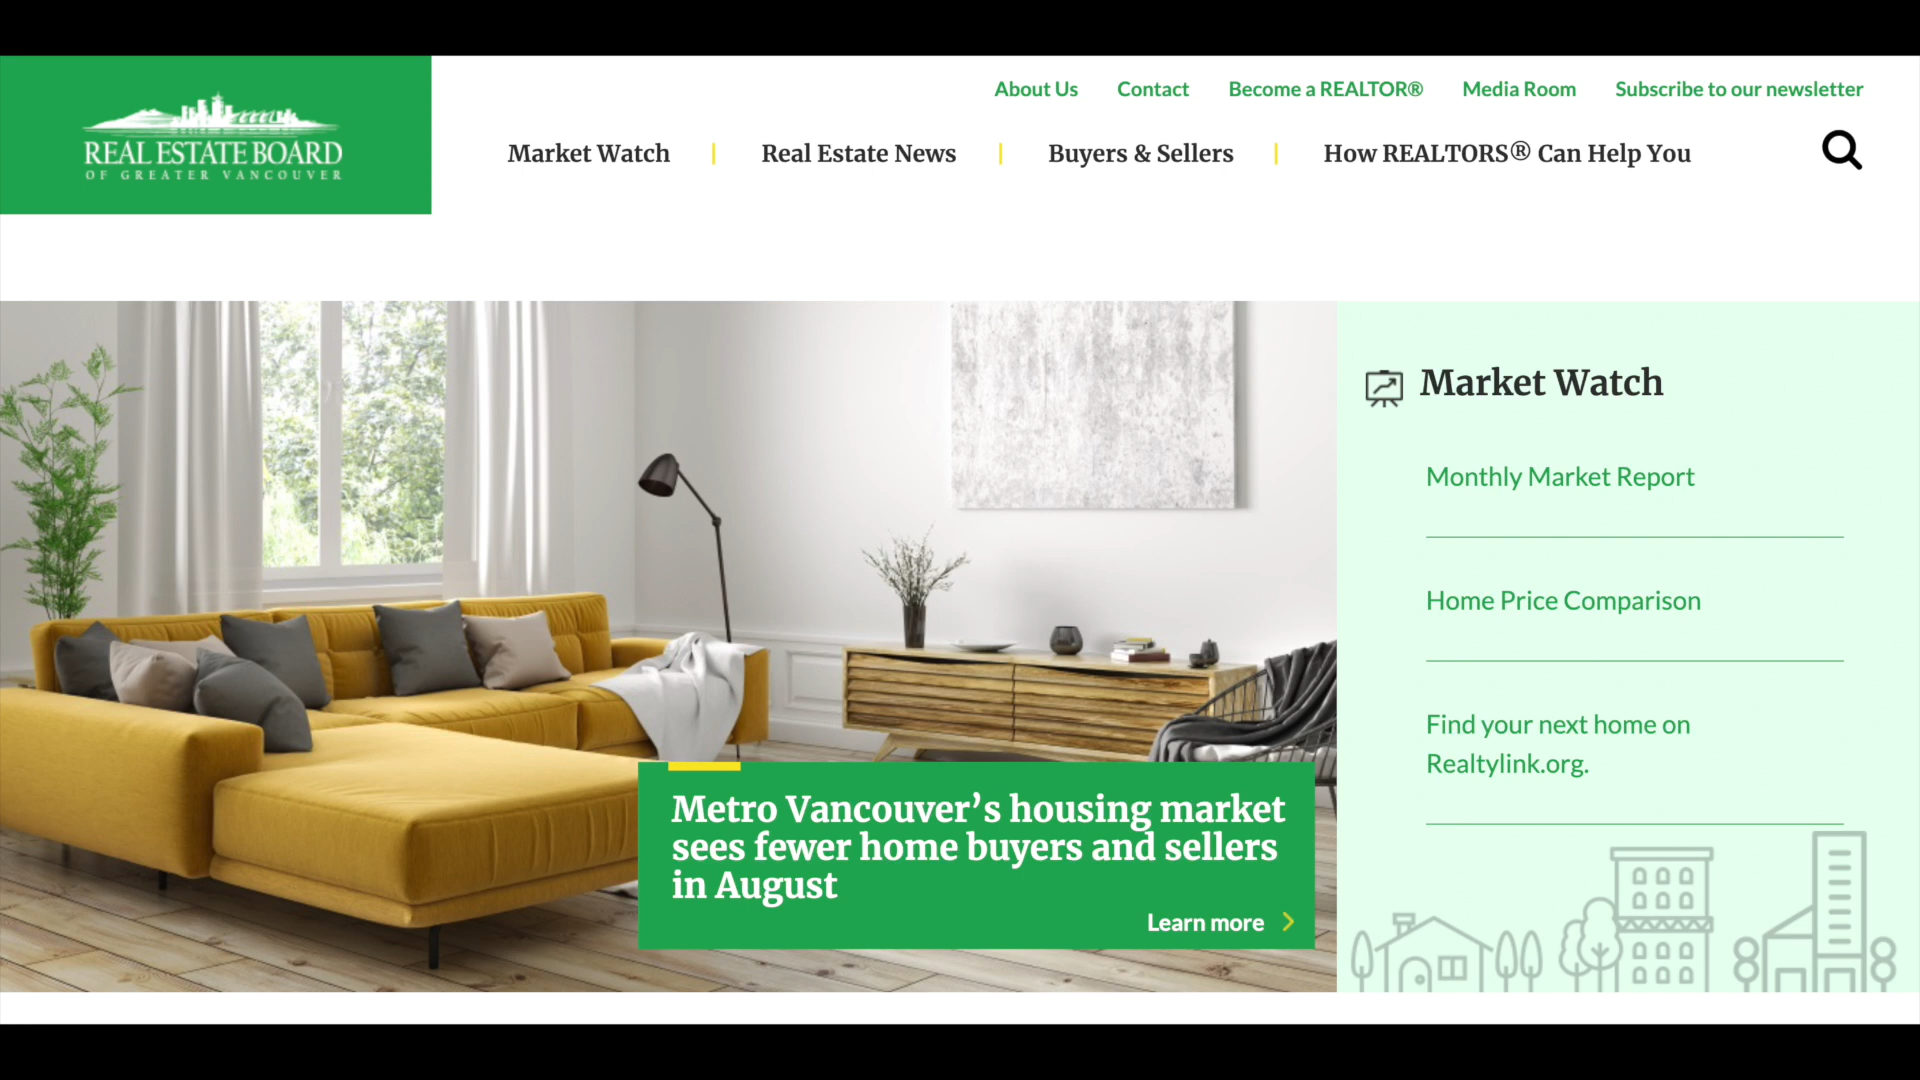 REAL ESTATE BOARD
OF GREATER VANCOUVER
About Us
Contact
Become a REALTOR®
Media Room
Subscribe to our newsletter
Market Watch
Real Estate News
Buyers & Sellers
How REALTORS® Can Help You
Metro Vancouver’s housing market
sees fewer home buyers and sellers
in August
Learn more
Market Watch
Monthly Market Report
Home Price Comparison
Find your next home on
Realtylink.org.